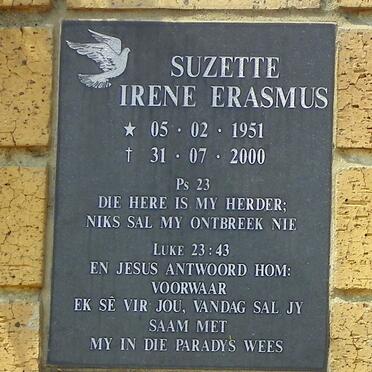 SUZETTE
IRENE ERASMUS
★ 05 · 02 · 1951
† 31 · 07 · 2000
Ps 23
DIE HERE IS MY HERDER;
NIKS SAL MY ONTBREEK NIE
LUKE 23:43
EN JESUS ANTWOORD HOM:
VOORWAAR
EK SÊ VIR JOU, VANDAG SAL JY
SAAM MET
MY IN DIE PARADYS WEES